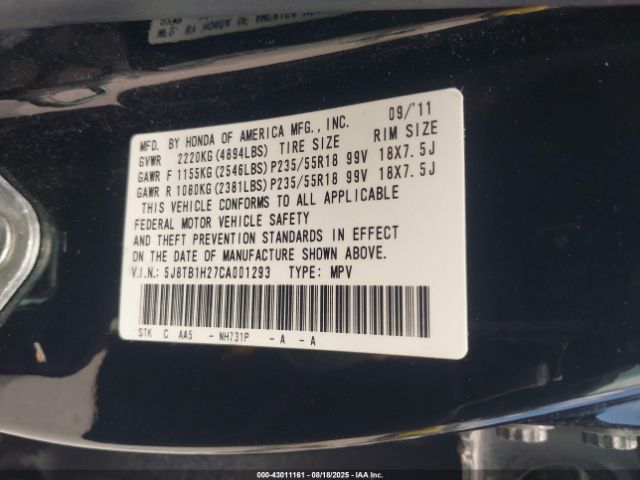 09/'11
MFD. BY HONDA OF AMERICA MFG., INC.
GVWR 2220KG(4894LBS) TIRE SIZE RIM SIZE
GAWR F 1155KG(2546LBS)P235/55R18 99V 18X7.5J
GAWR R 1080KG(2381LBS)P235/55R18 99V 18X7.5J
THIS VEHICLE CONFORMS TO ALL APPLICABLE
FEDERAL MOTOR VEHICLE SAFETY
AND THEFT PREVENTION STANDARDS IN EFFECT
ON THE DATE OF MANUFACTURE SHOWN ABOVE.
V.I.N.: 5J8TB1H27CA001293 TYPE: MPV
STK C AA5 - NH731P - A - A
000-43011161 - 08/18/2025 - IAAI.COM